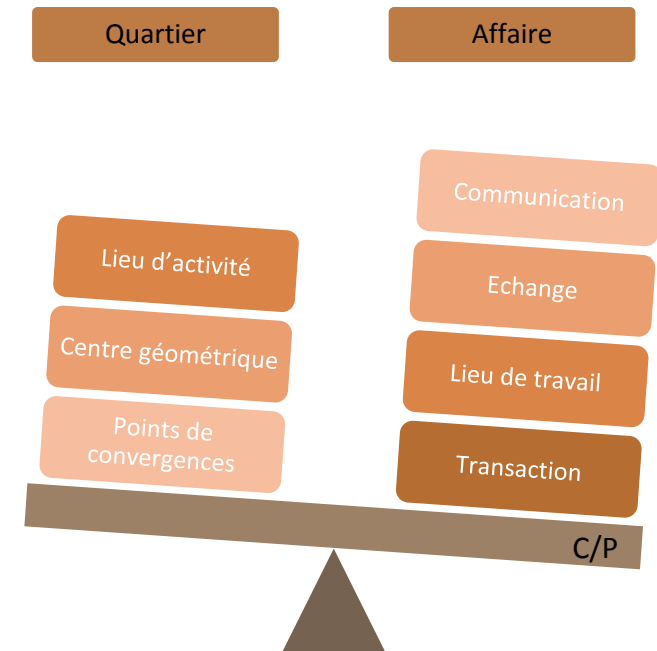 Quartier
Affaire
Lieu d’activité
Centre géométrique
Points de
convergences
Communication
Echange
Lieu de travail
Transaction
C/P